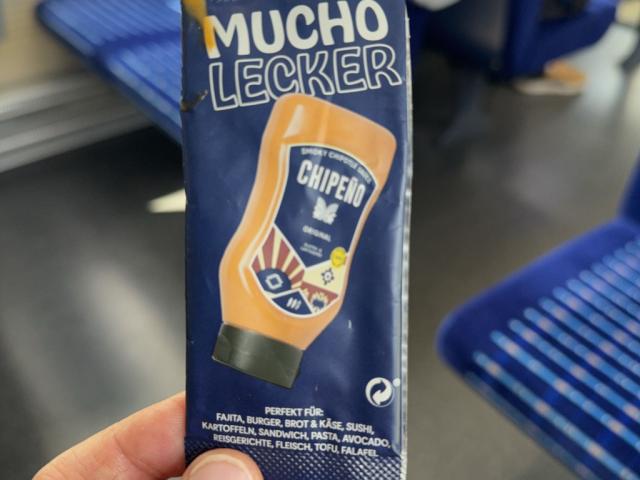 MUCHO
LECKER
SMOKY CHIPOTLE SAUCE
CHIPEÑO
ORIGINAL
PERFEKT FÜR:
FAJITA, BURGER, BROT & KÄSE, SUSHI,
KARTOFFELN, SANDWICH, PASTA, AVOCADO,
REISGERICHTE, FLEISCH, TOFU, FALAFEL